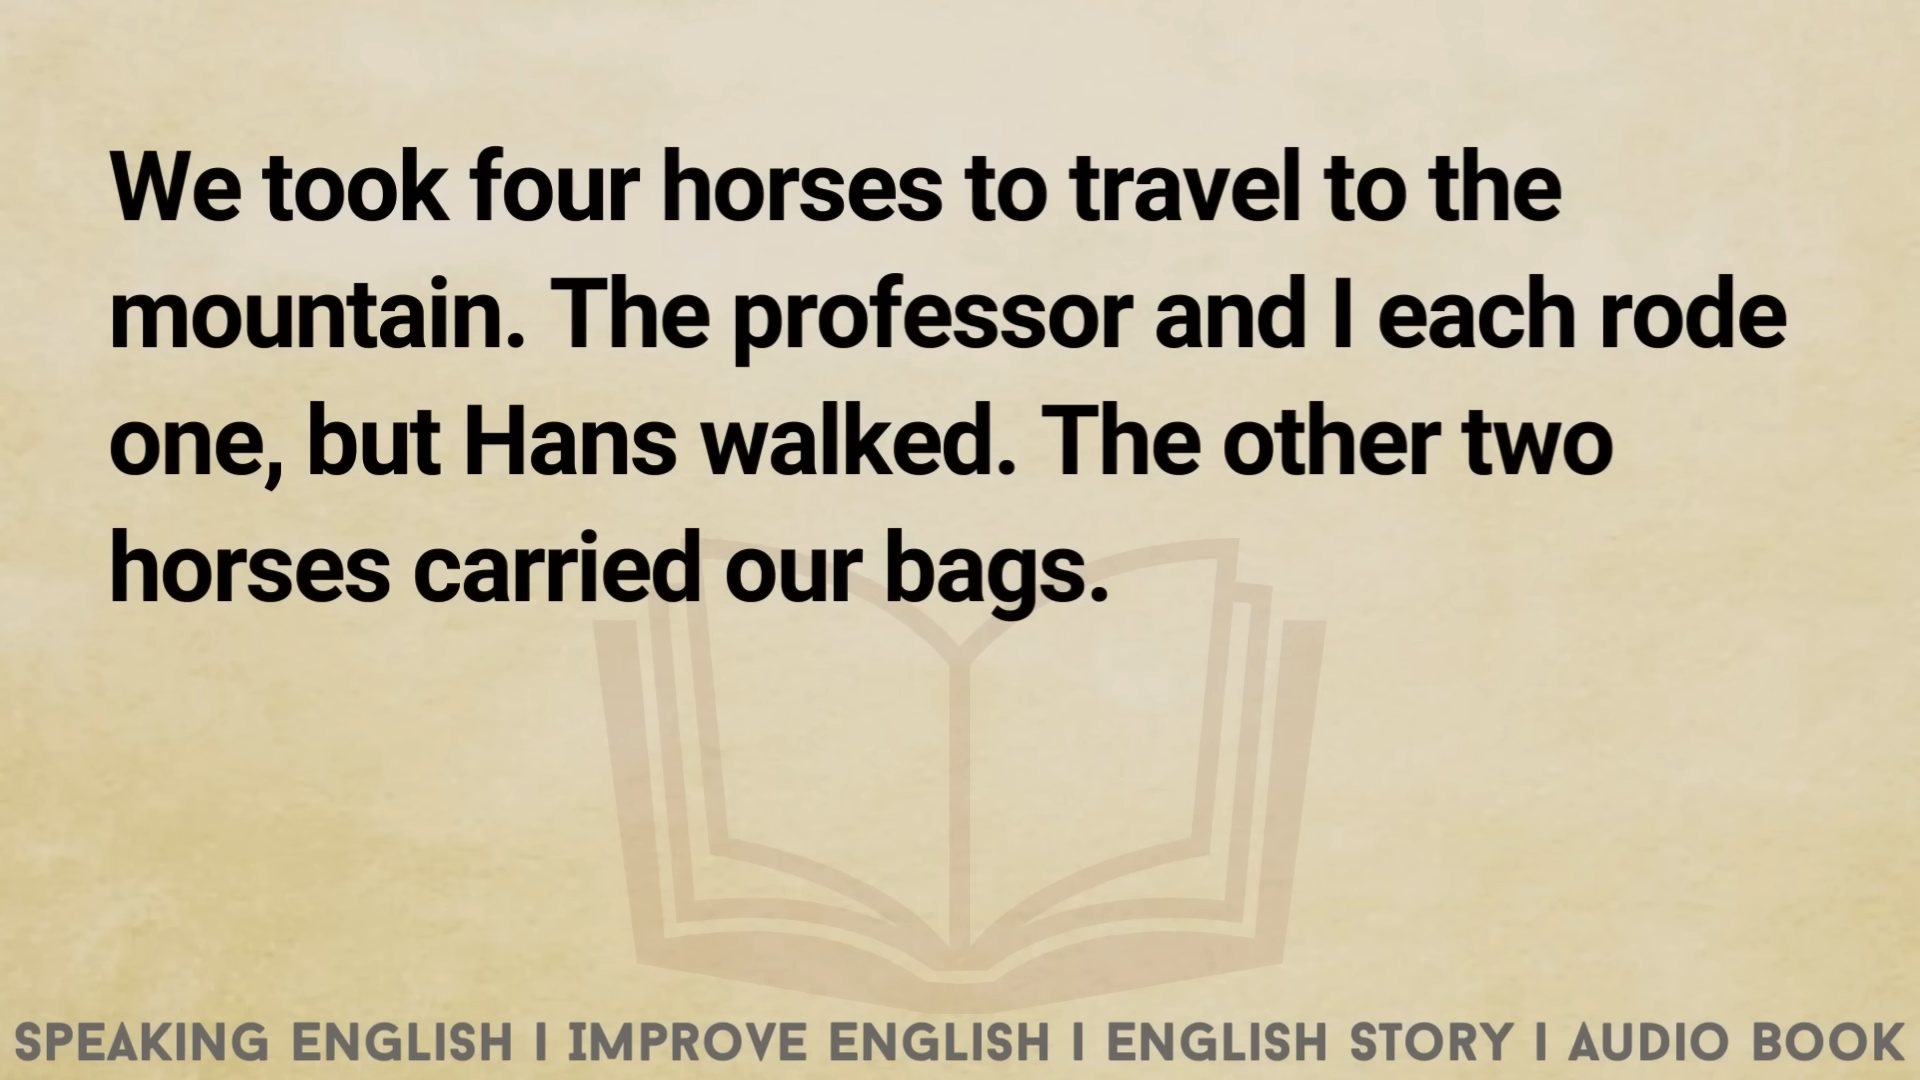 We took four horses to travel to the
mountain. The professor and I each rode
one, but Hans walked. The other two
horses carried our bags.
SPEAKING ENGLISH I IMPROVE ENGLISH I ENGLISH STORY I AUDIO BOOK